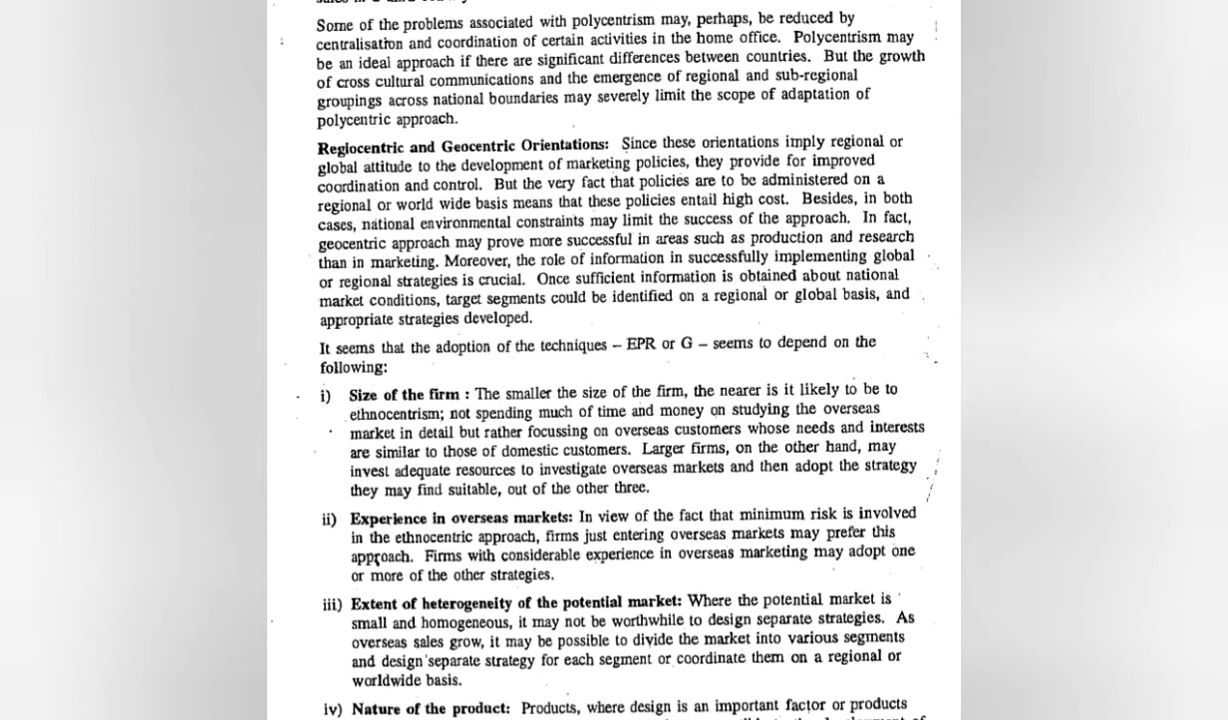 Some of the problems associated with polycentrism may, perhaps, be reduced by
centralisation and coordination of certain activities in the home office. Polycentrism may
be an ideal approach if there are significant differences between countries. But the growth
of cross cultural communications and the emergence of regional and sub-regional
groupings across national boundaries may severely limit the scope of adaptation of
polycentric approach.
Regiocentric and Geocentric Orientations: Since these orientations imply regional or
global attitude to the development of marketing policies, they provide for improved
coordination and control. But the very fact that policies are to be administered on a
regional or world wide basis means that these policies entail high cost. Besides, in both
cases, national environmental constraints may limit the success of the approach. In fact,
geocentric approach may prove more successful in areas such as production and research
than in marketing. Moreover, the role of information in successfully implementing global
or regional strategies is crucial. Once sufficient information is obtained about national
market conditions, target segments could be identified on a regional or global basis, and
appropriate strategies developed.
It seems that the adoption of the techniques – EPR or G – seems to depend on the
following:
i) Size of the firm : The smaller the size of the firm, the nearer is it likely to be to
ethnocentrism; not spending much of time and money on studying the overseas
market in detail but rather focussing on overseas customers whose needs and interests
are similar to those of domestic customers. Larger firms, on the other hand, may
invest adequate resources to investigate overseas markets and then adopt the strategy
they may find suitable, out of the other three.
ii) Experience in overseas markets: In view of the fact that minimum risk is involved
in the ethnocentric approach, firms just entering overseas markets may prefer this
approach. Firms with considerable experience in overseas marketing may adopt one
or more of the other strategies.
iii) Extent of heterogeneity of the potential market: Where the potential market is
small and homogeneous, it may not be worthwhile to design separate strategies. As
overseas sales grow, it may be possible to divide the market into various segments
and design separate strategy for each segment or coordinate them on a regional or
worldwide basis.
iv) Nature of the product: Products, where design is an important factor or products